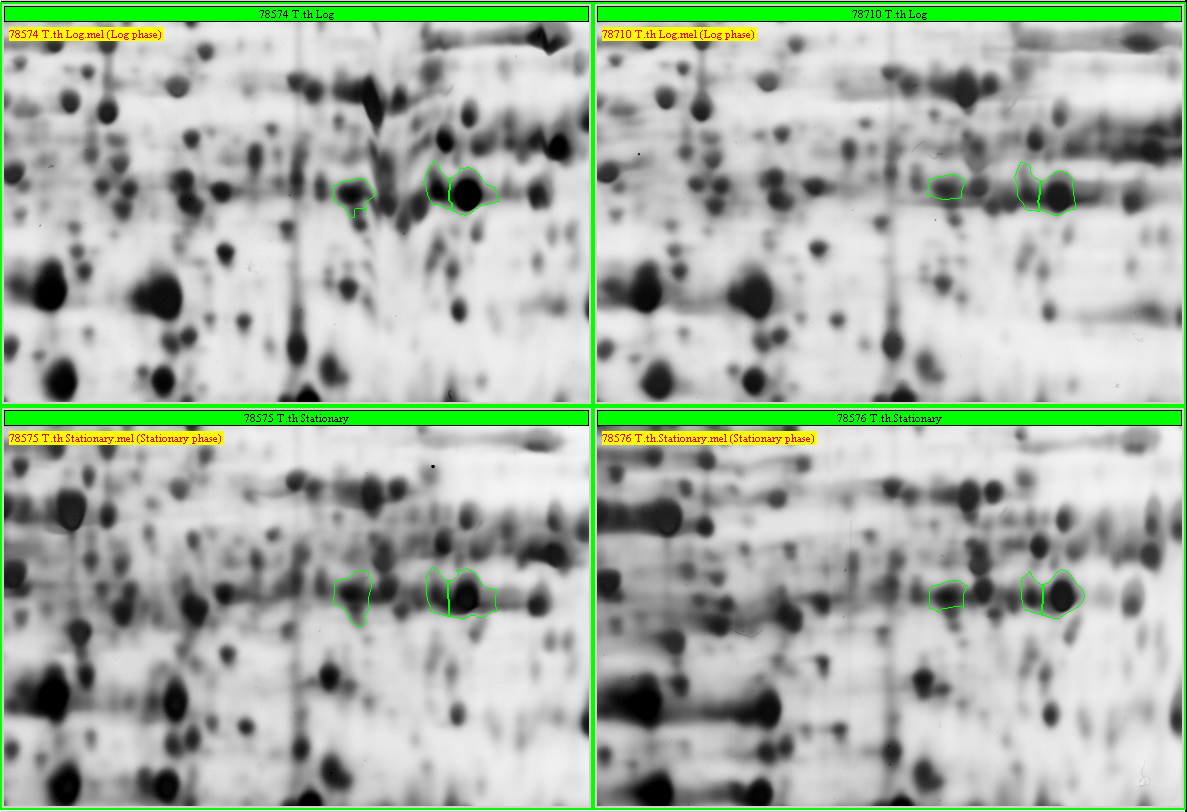 78574 T.th Log
78710 T.th Log
78574 T.th Log.mel (Log phase)
78710 T.th Log.mel (Log phase)
78575 T.th Stationary
78576 T.th.Stationary
78575 T.th Stationary.mel (Stationary phase)
78576 T.th.Stationary.mel (Stationary phase)